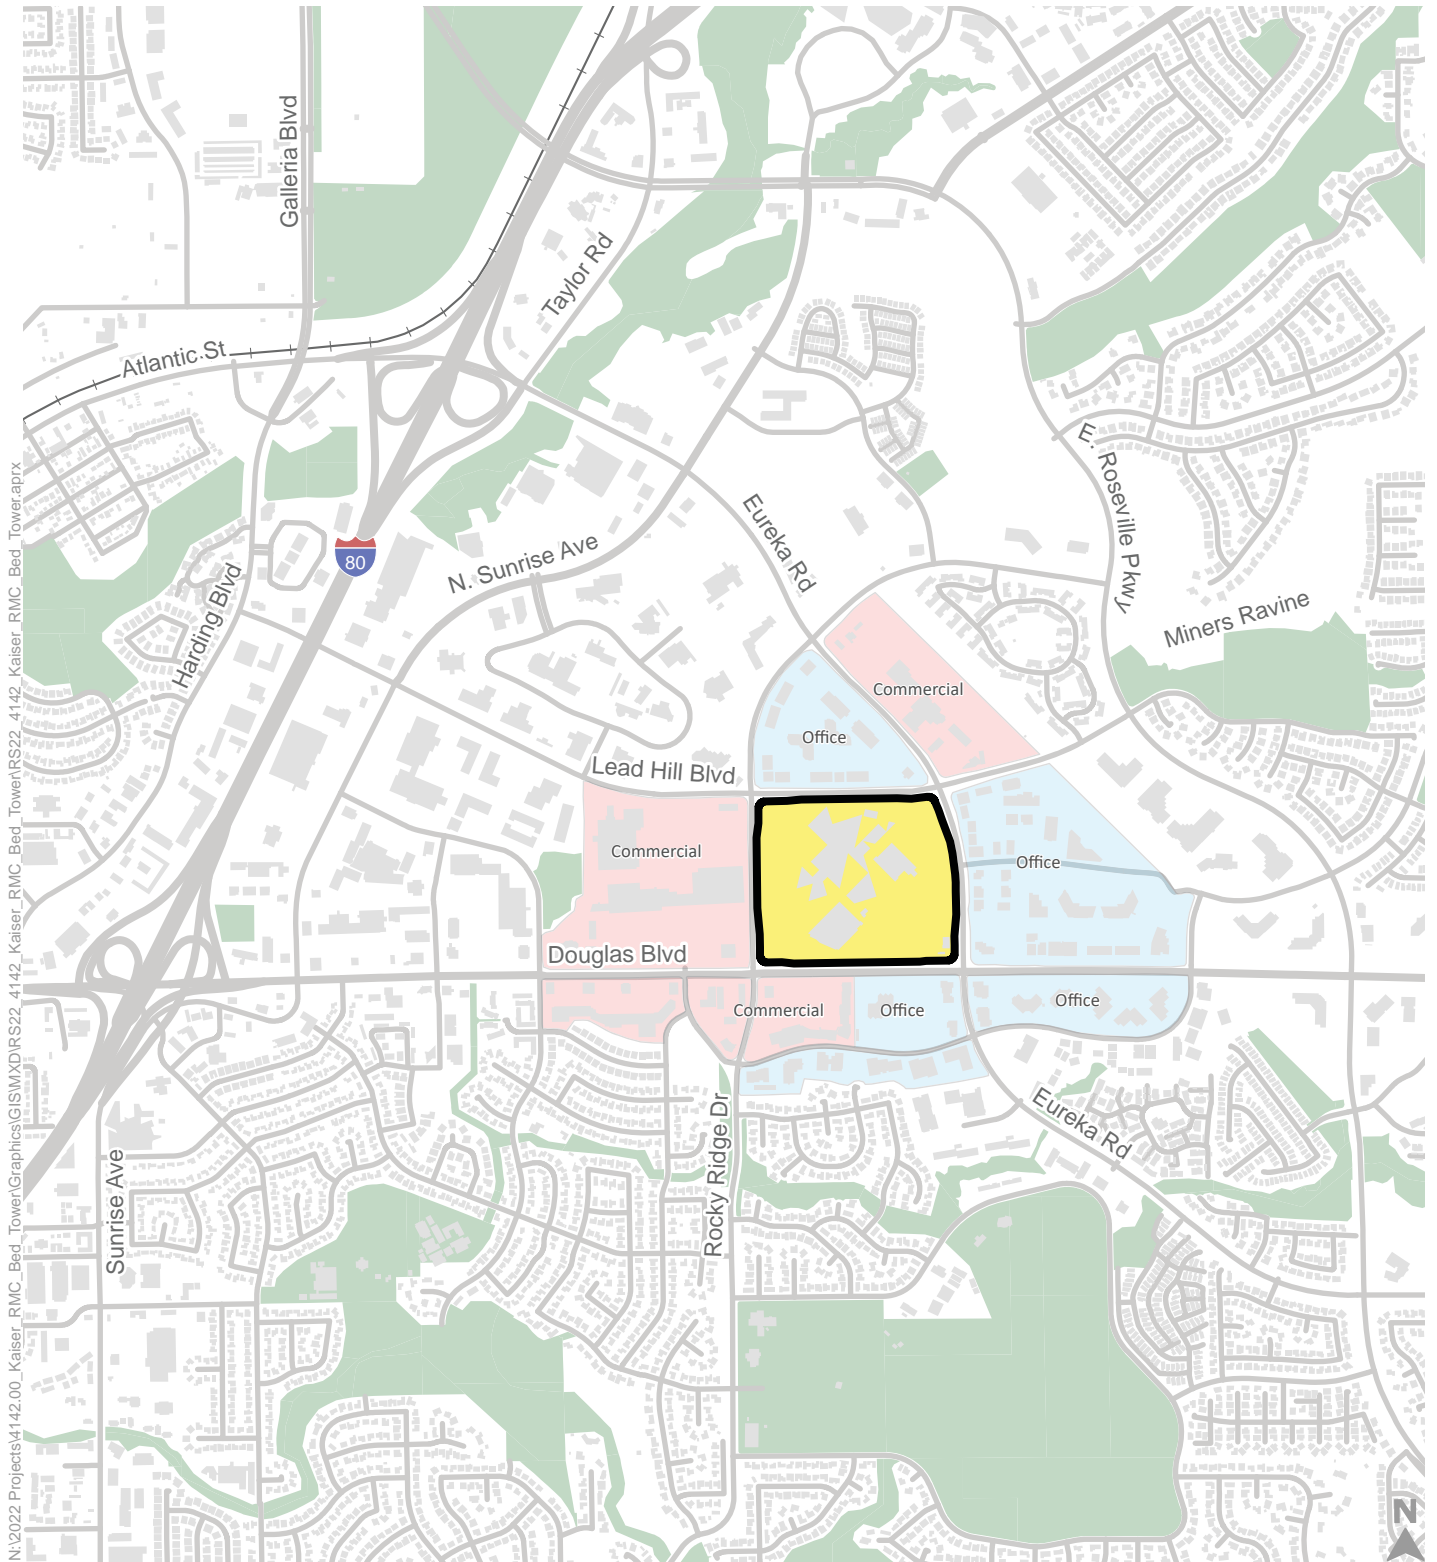 Galleria Blvd
Taylor Rd
Atlantic St
E. Roseville Pkwy
Eureka Rd
80
N. Sunrise Ave
Harding Blvd
Miners Ravine
Commercial
Office
Lead Hill Blvd
Commercial
Office
Douglas Blvd
Commercial
Office
Office
Eureka Rd
Rocky Ridge Dr
Sunrise Ave
N
N:\2022 Projects\4142.00_Kaiser_RMC_Bed_Tower\Graphics\GIS\MXD\RS22_4142_Kaiser_RMC_Bed_Tower\RS22_4142_Kaiser_RMC_Bed_Tower.aprx